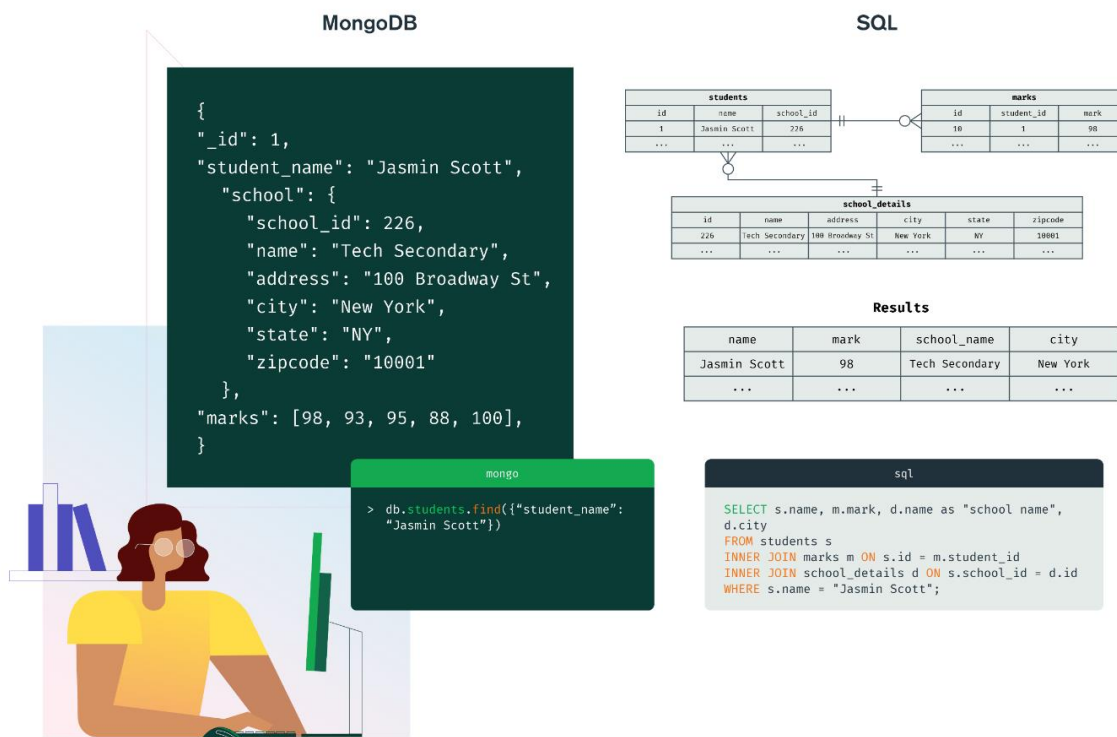 MongoDB
{
"_id": 1,
"student_name": "Jasmin Scott",
"school": {
"school_id": 226,
"name": "Tech Secondary",
"address": "100 Broadway St",
"city": "New York",
"state": "NY",
"zipcode": "10001"
},
"marks": [98, 93, 95, 88, 100],
}
mongo
> db.students.find({“student_name”:
“Jasmin Scott”})
SQL
students
id name school_id
1 Jasmin Scott 226
... ... ...
marks
id student_id mark
10 1 98
... ... ...
school_details
id name address city state zipcode
226 Tech Secondary 100 Broadway St New York NY 10001
... ... ... ... ... ...
Results
name mark school_name city
Jasmin Scott 98 Tech Secondary New York
... ... ... ...
sql
SELECT s.name, m.mark, d.name as "school name",
d.city
FROM students s
INNER JOIN marks m ON s.id = m.student_id
INNER JOIN school_details d ON s.school_id = d.id
WHERE s.name = "Jasmin Scott";